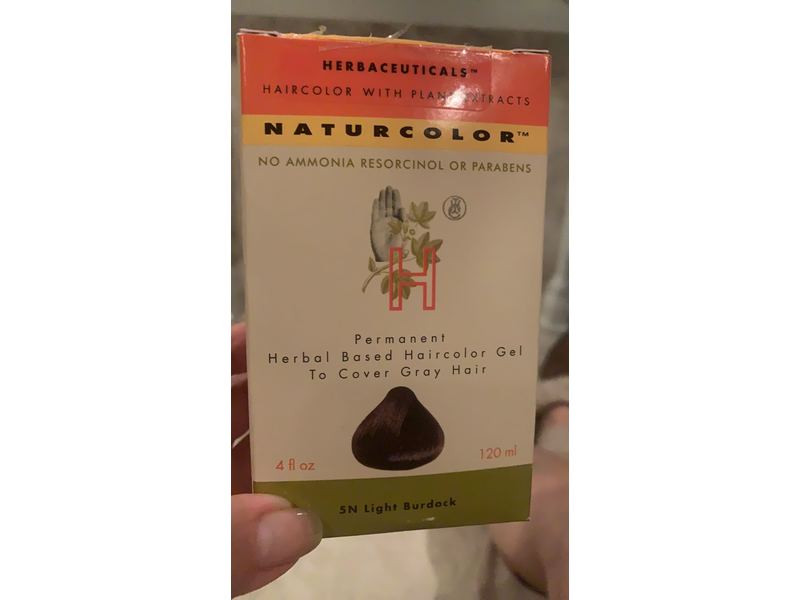 HERBACEUTICALS™
HAIRCOLOR WITH PLANT EXTRACTS
NATURCOLOR™
NO AMMONIA RESORCINOL OR PARABENS
H
Permanent
Herbal Based Haircolor Gel
To Cover Gray Hair
4 fl oz
120 ml
5N Light Burdock